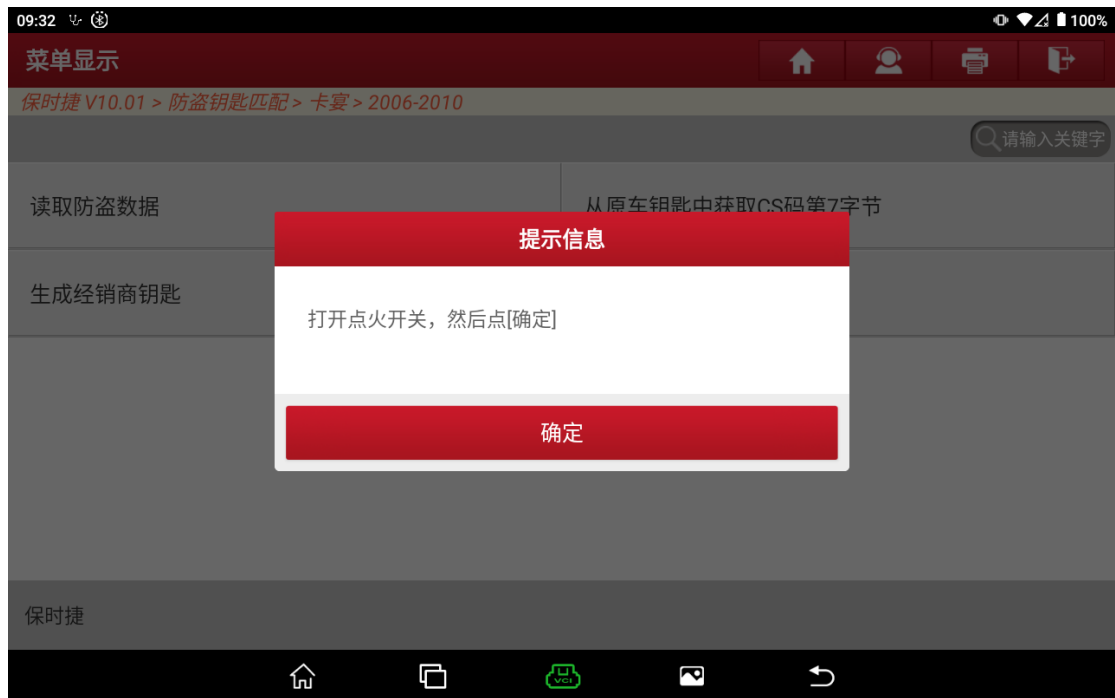 09:32
100%
菜单显示
保时捷 V10.01 > 防盗钥匙匹配 > 卡宴 > 2006-2010
请输入关键字
读取防盗数据
从原车钥匙中获取CS码第7字节
提示信息
生成经销商钥匙
打开点火开关，然后点[确定]
确定
保时捷
VCI